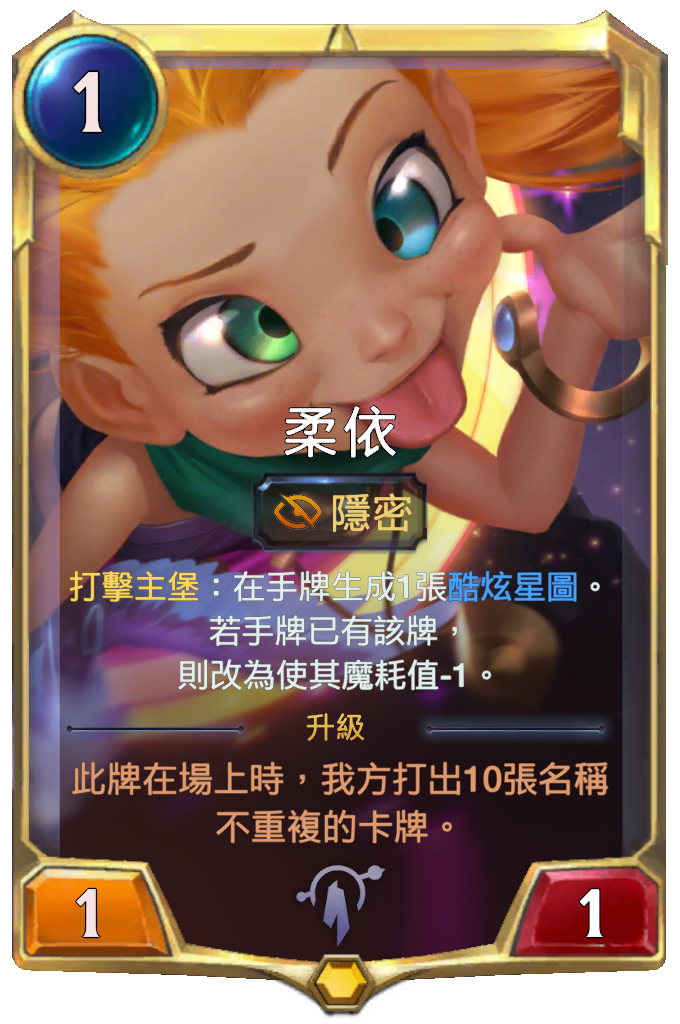 1
柔依
隱密
打擊主堡：在手牌生成1張酷炫星圖。
若手牌已有該牌，
則改為使其魔耗值-1。
升級
此牌在場上時，我方打出10張名稱
不重複的卡牌。
1
1